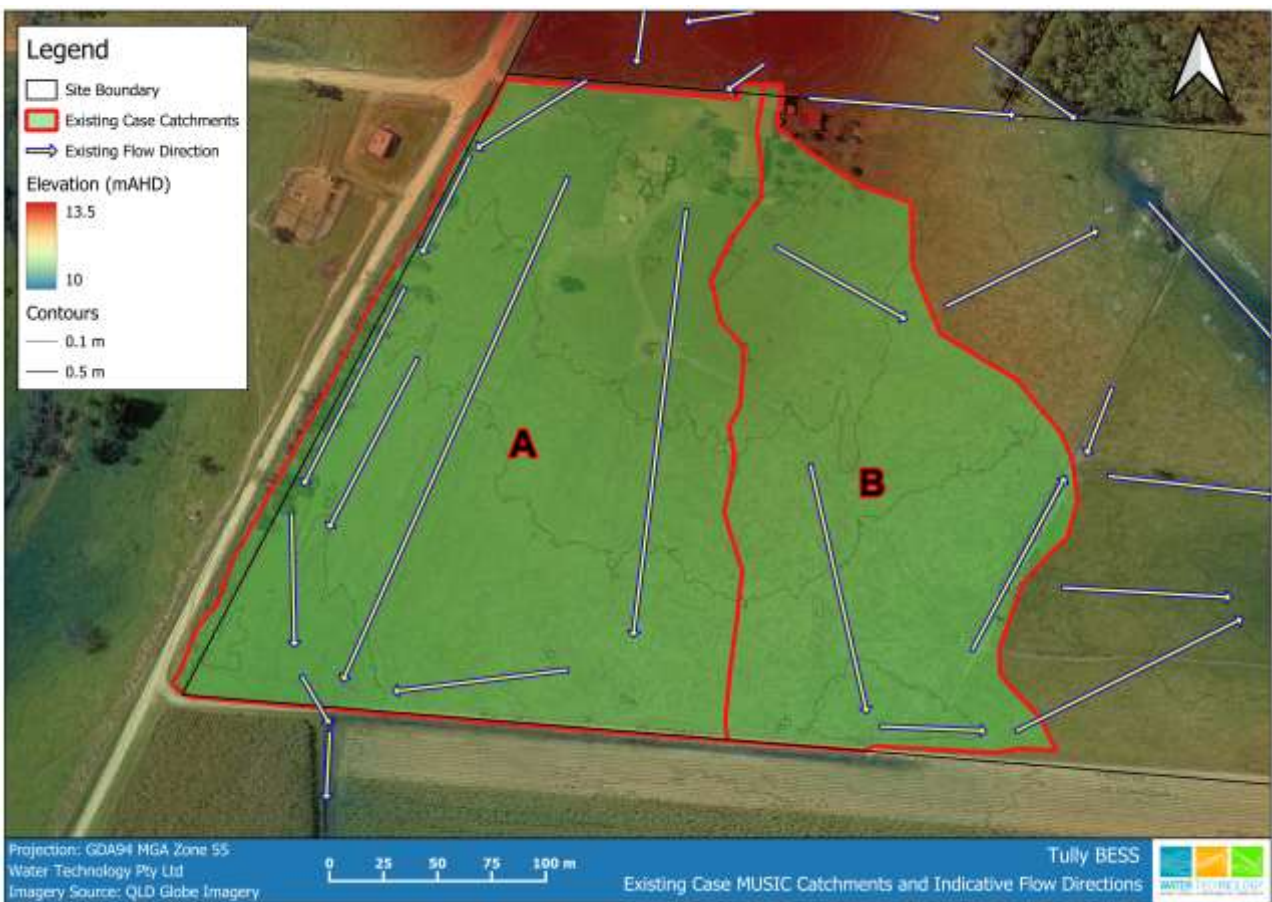 Legend
Site Boundary
Existing Case Catchments
Existing Flow Direction
Elevation (mAHD)
13.5
10
Contours
0.1 m
0.5 m
A
B
Projection: GDA94 MGA Zone 55
Water Technology Pty Ltd
Imagery Source: QLD Globe Imagery
0 25 50 75 100 m
Tully BESS
Existing Case MUSIC Catchments and Indicative Flow Directions
WATER TECHNOLOGY